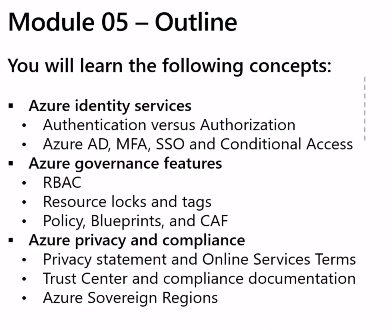 Module 05 – Outline
You will learn the following concepts:
▪ Azure identity services
• Authentication versus Authorization
• Azure AD, MFA, SSO and Conditional Access
▪ Azure governance features
• RBAC
• Resource locks and tags
• Policy, Blueprints, and CAF
▪ Azure privacy and compliance
• Privacy statement and Online Services Terms
• Trust Center and compliance documentation
• Azure Sovereign Regions